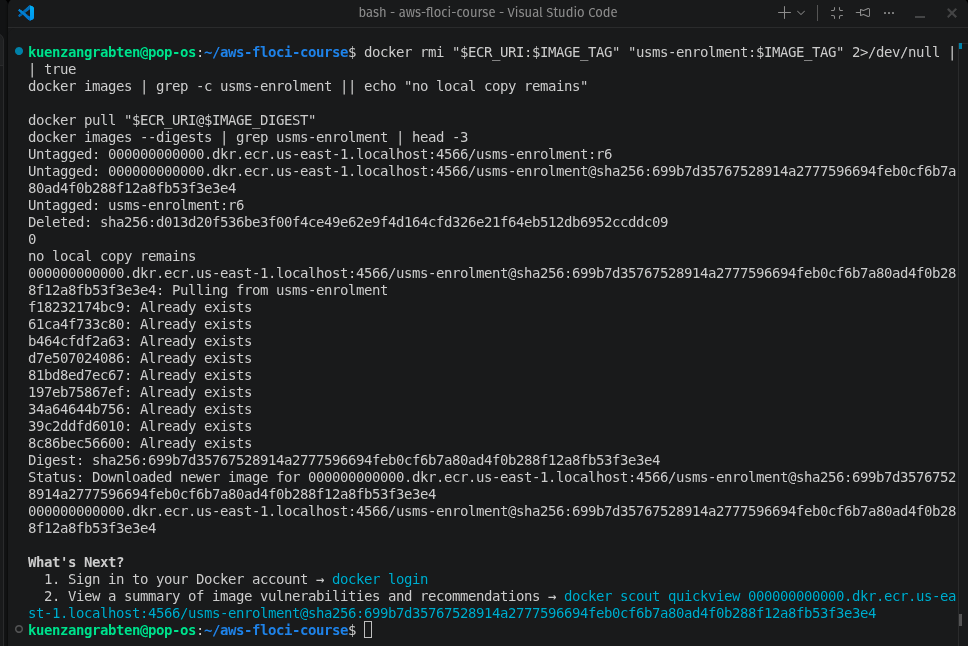 bash - aws-floci-course - Visual Studio Code
kuenzangrabten@pop-os:~/aws-floci-course$ docker rmi "$ECR_URI:$IMAGE_TAG" "usms-enrolment:$IMAGE_TAG" 2>/dev/null |
| true
docker images | grep -c usms-enrolment || echo "no local copy remains"
docker pull "$ECR_URI@$IMAGE_DIGEST"
docker images --digests | grep usms-enrolment | head -3
Untagged: 000000000000.dkr.ecr.us-east-1.localhost:4566/usms-enrolment:r6
Untagged: 000000000000.dkr.ecr.us-east-1.localhost:4566/usms-enrolment@sha256:699b7d35767528914a2777596694feb0cf6b7a
80ad4f0b288f12a8fb53f3e3e4
Untagged: usms-enrolment:r6
Deleted: sha256:d013d20f536be3f00f4ce49e62e9f4d164cfd326e21f64eb512db6952ccddc09
0
no local copy remains
000000000000.dkr.ecr.us-east-1.localhost:4566/usms-enrolment@sha256:699b7d35767528914a2777596694feb0cf6b7a80ad4f0b28
8f12a8fb53f3e3e4: Pulling from usms-enrolment
f18232174bc9: Already exists
61ca4f733c80: Already exists
b464cfdf2a63: Already exists
d7e507024086: Already exists
81bd8ed7ec67: Already exists
197eb75867ef: Already exists
34a64644b756: Already exists
39c2ddfd6010: Already exists
8c86bec56600: Already exists
Digest: sha256:699b7d35767528914a2777596694feb0cf6b7a80ad4f0b288f12a8fb53f3e3e4
Status: Downloaded newer image for 000000000000.dkr.ecr.us-east-1.localhost:4566/usms-enrolment@sha256:699b7d3576752
8914a2777596694feb0cf6b7a80ad4f0b288f12a8fb53f3e3e4
000000000000.dkr.ecr.us-east-1.localhost:4566/usms-enrolment@sha256:699b7d35767528914a2777596694feb0cf6b7a80ad4f0b28
8f12a8fb53f3e3e4
What's Next?
1. Sign in to your Docker account → docker login
2. View a summary of image vulnerabilities and recommendations → docker scout quickview 000000000000.dkr.ecr.us-ea
st-1.localhost:4566/usms-enrolment@sha256:699b7d35767528914a2777596694feb0cf6b7a80ad4f0b288f12a8fb53f3e3e4
kuenzangrabten@pop-os:~/aws-floci-course$